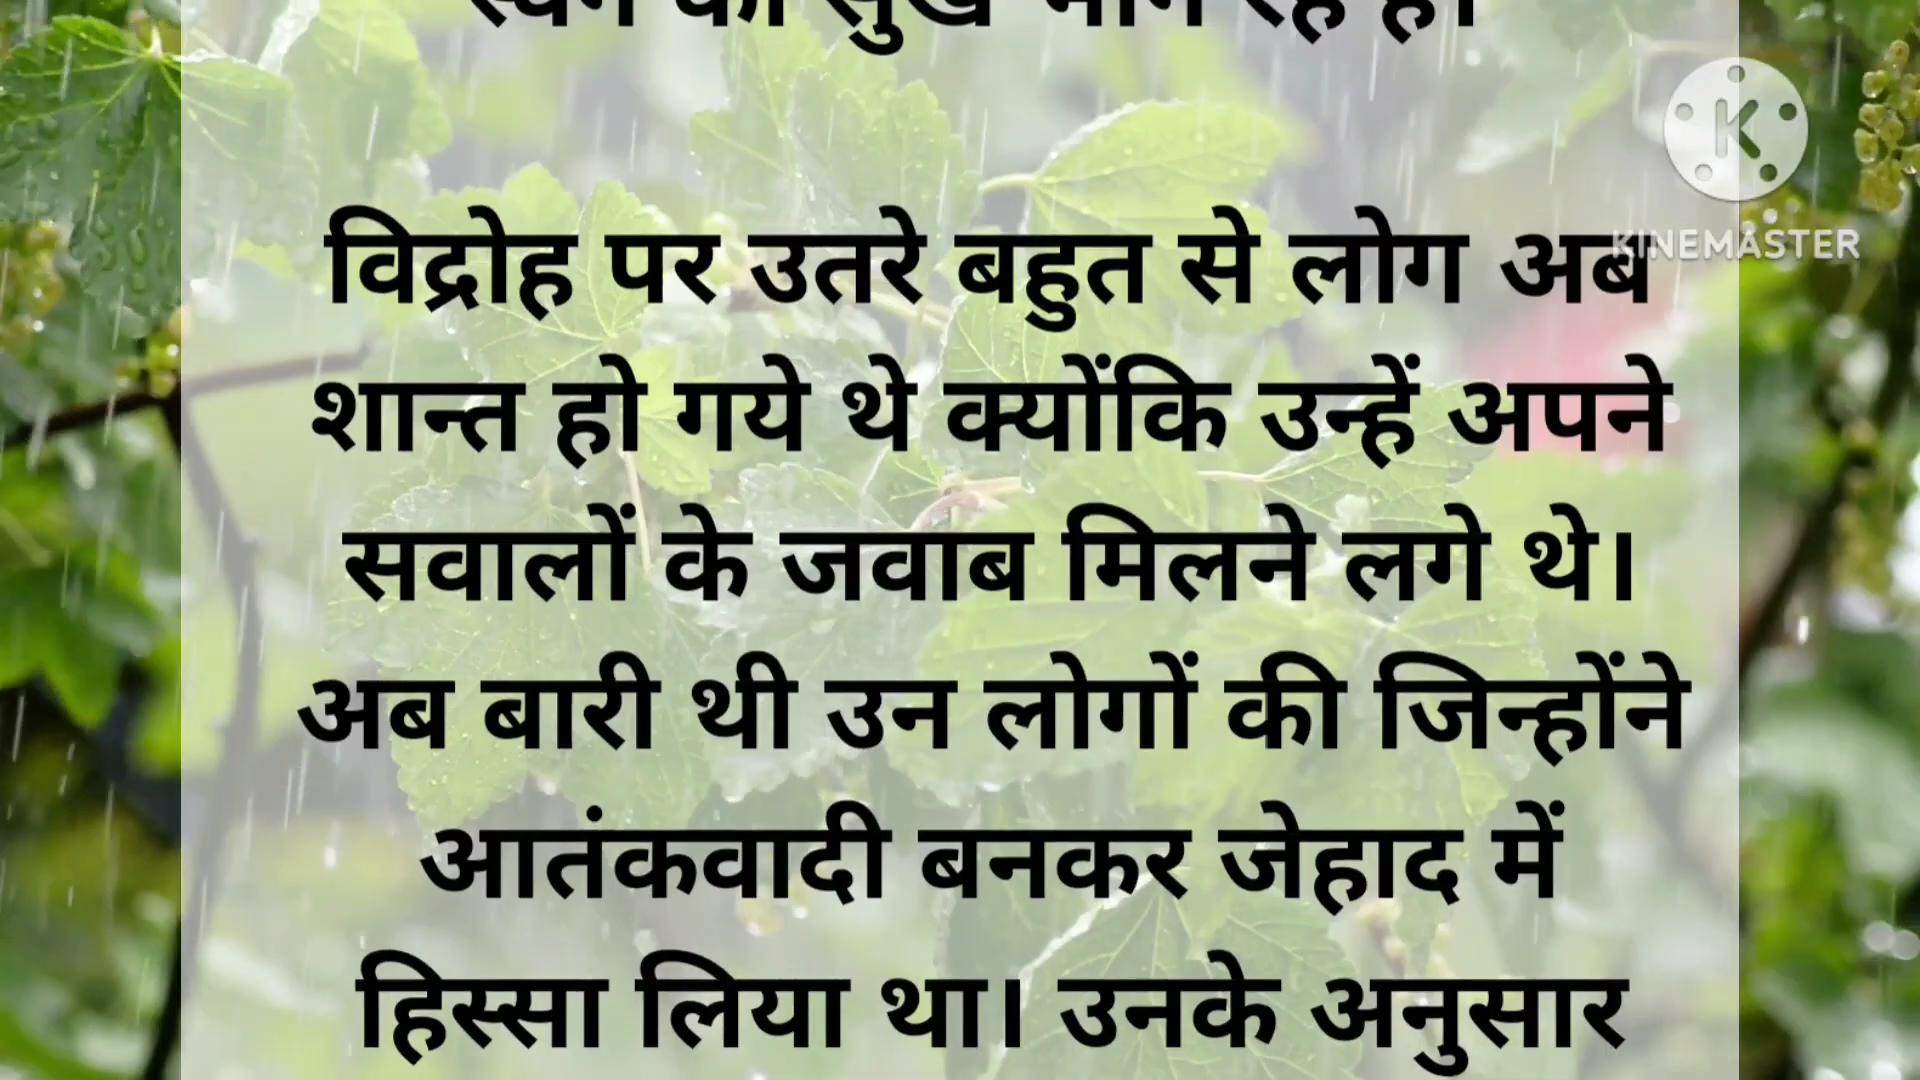 स्वर्ग का सुख भोग रहे हैं।
विद्रोह पर उतरे बहुत से लोग अब
शान्त हो गये थे क्योंकि उन्हें अपने
सवालों के जवाब मिलने लगे थे।
अब बारी थी उन लोगों की जिन्होंने
आतंकवादी बनकर जेहाद में
हिस्सा लिया था। उनके अनुसार
K
KINEMASTER